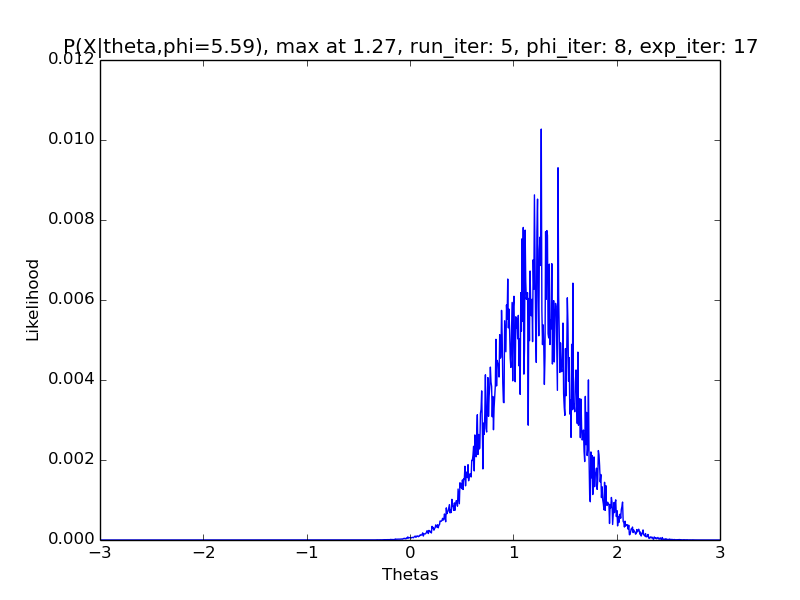 P(X|theta,phi=5.59), max at 1.27, run_iter: 5, phi_iter: 8, exp_iter: 17
0.012
0.010
0.008
0.006
0.004
0.002
0.000
Likelihood
−3 −2 −1 0 1 2 3
Thetas